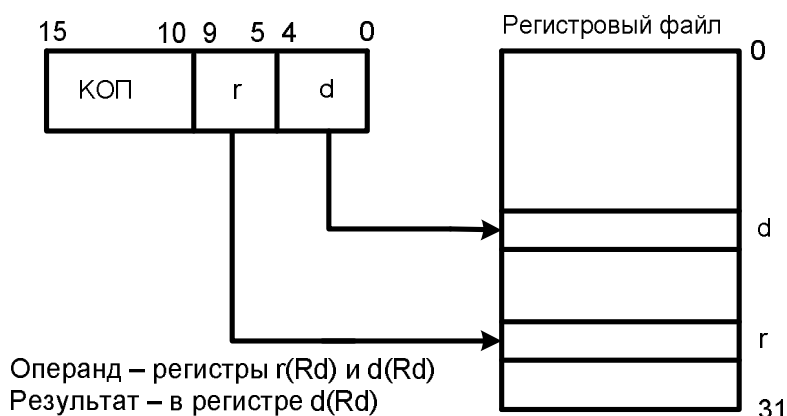 15 10 9 5 4 0
КОП r d
Регистровый файл
0
d
r
31
Операнд – регистры r(Rd) и d(Rd)
Результат – в регистре d(Rd)